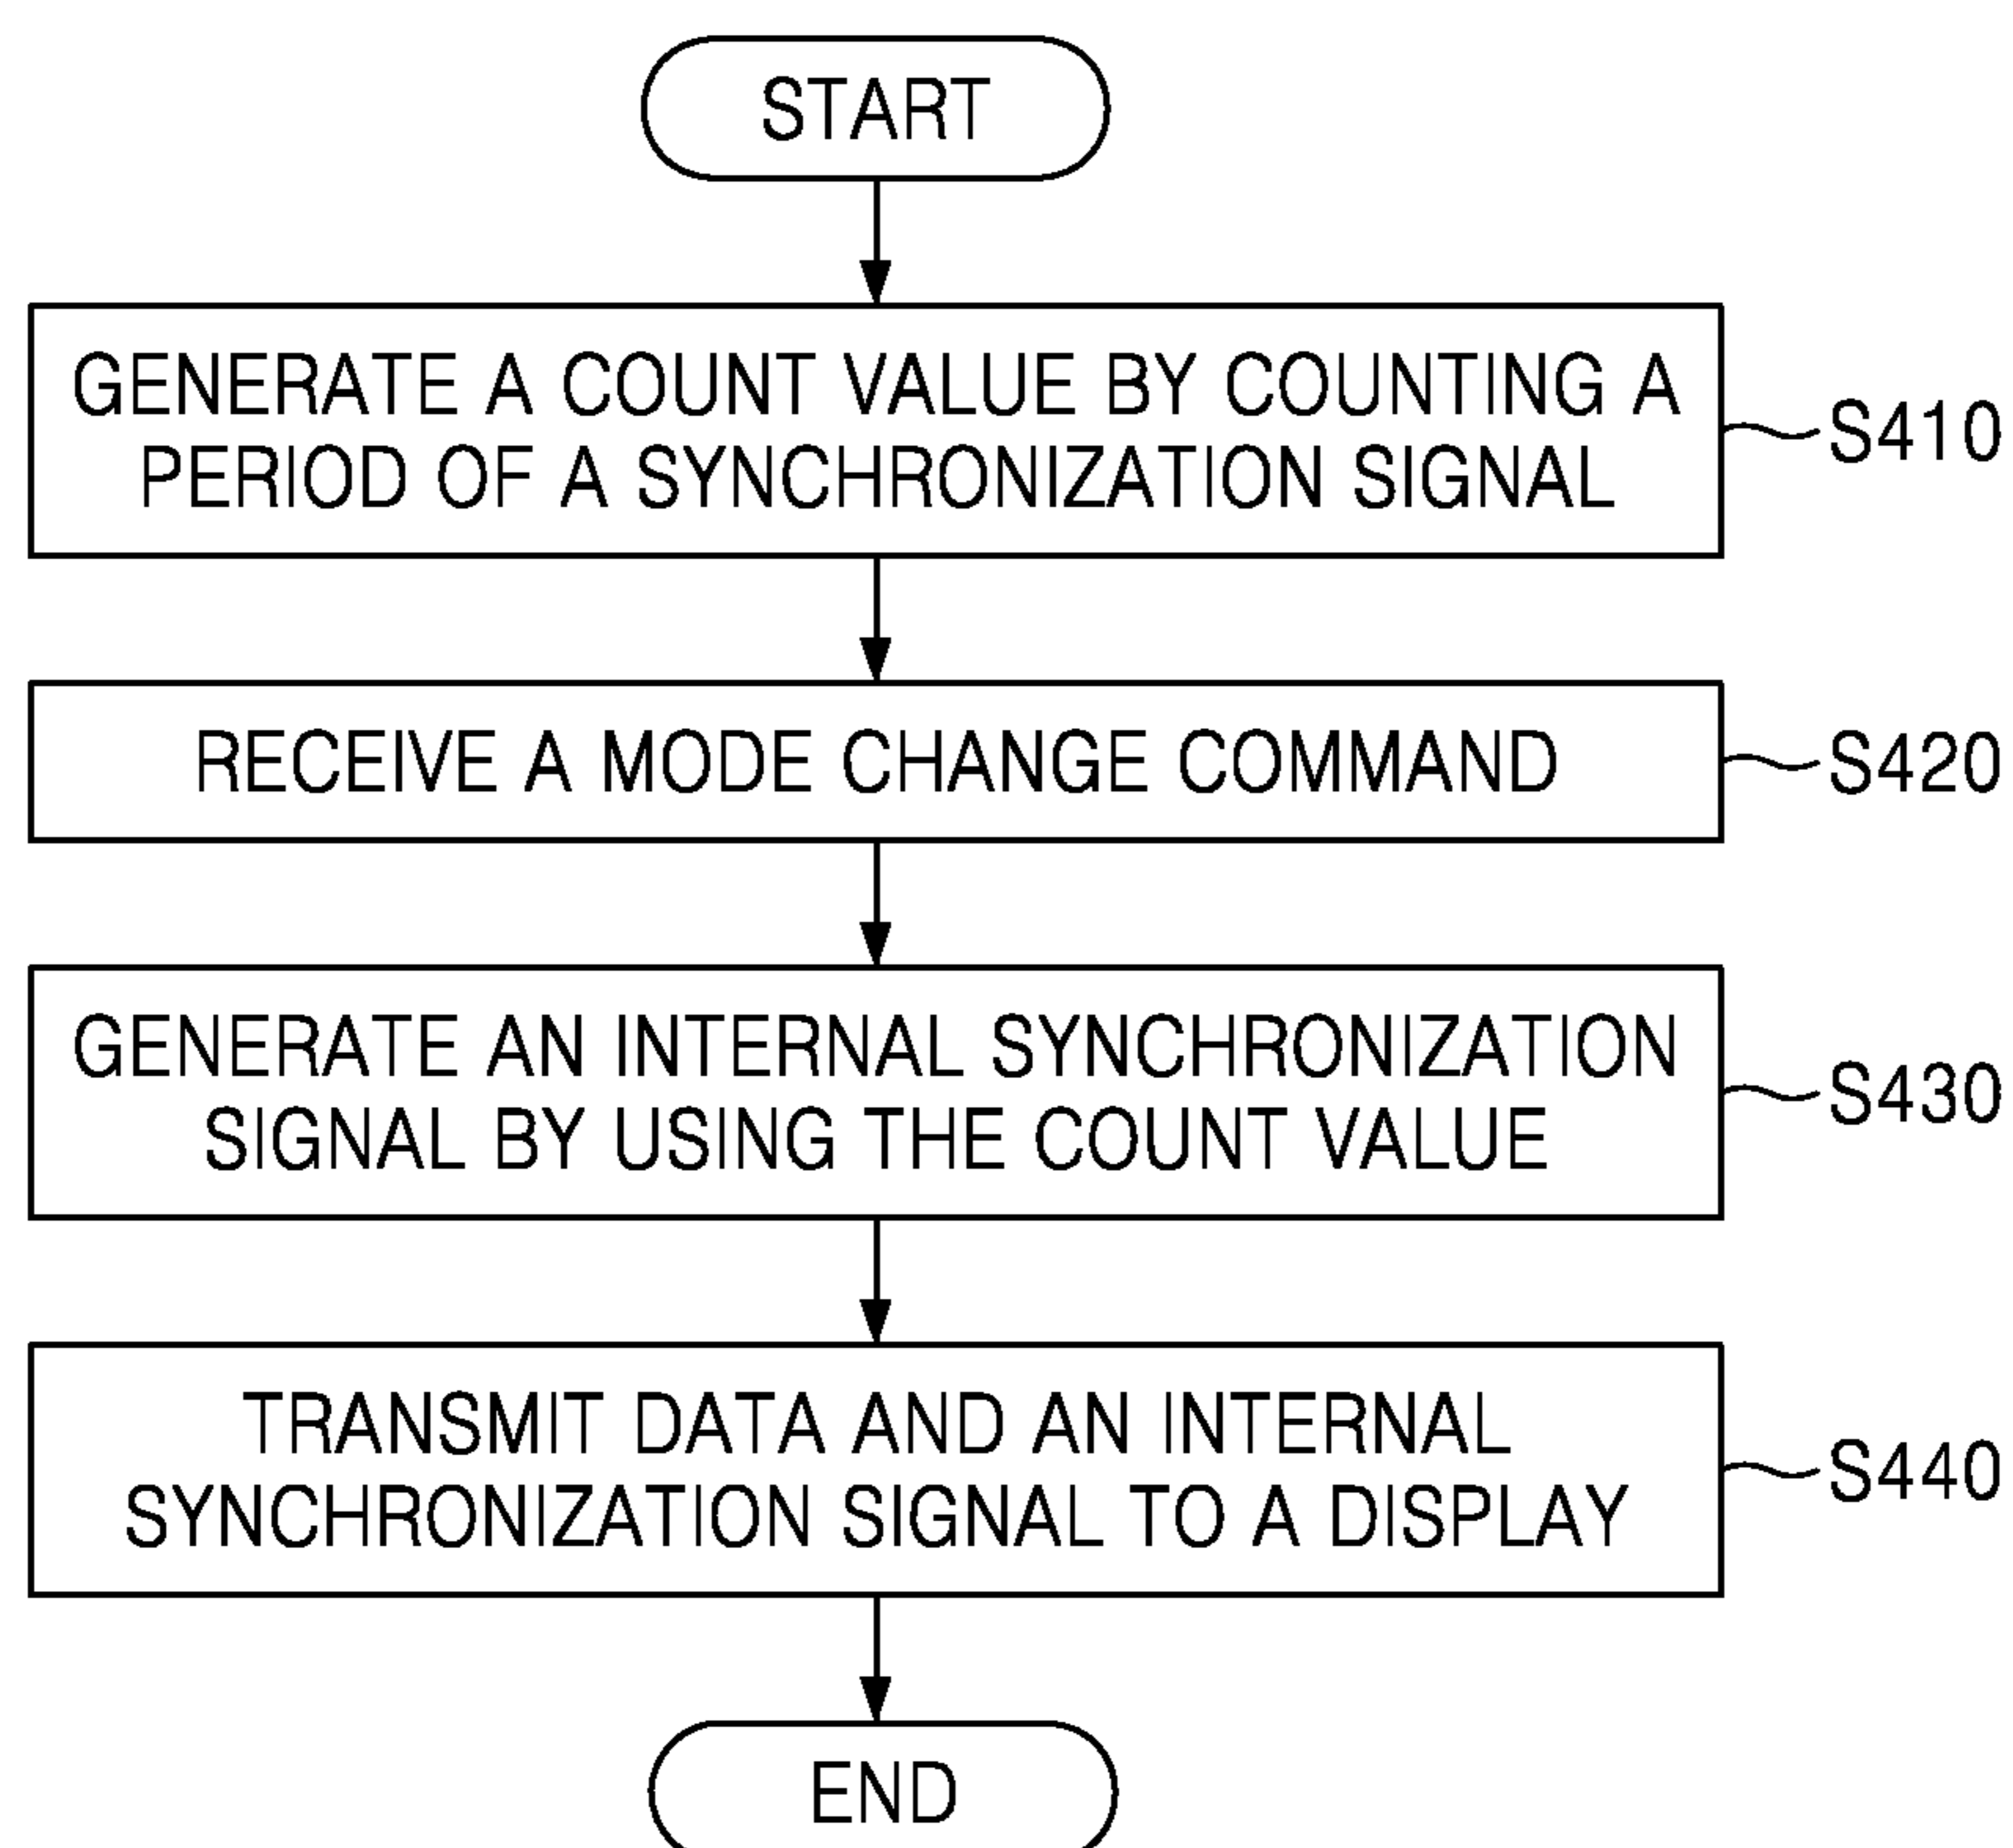 START
GENERATE A COUNT VALUE BY COUNTING A
PERIOD OF A SYNCHRONIZATION SIGNAL
S410
RECEIVE A MODE CHANGE COMMAND
S420
GENERATE AN INTERNAL SYNCHRONIZATION
SIGNAL BY USING THE COUNT VALUE
S430
TRANSMIT DATA AND AN INTERNAL
SYNCHRONIZATION SIGNAL TO A DISPLAY
S440
END